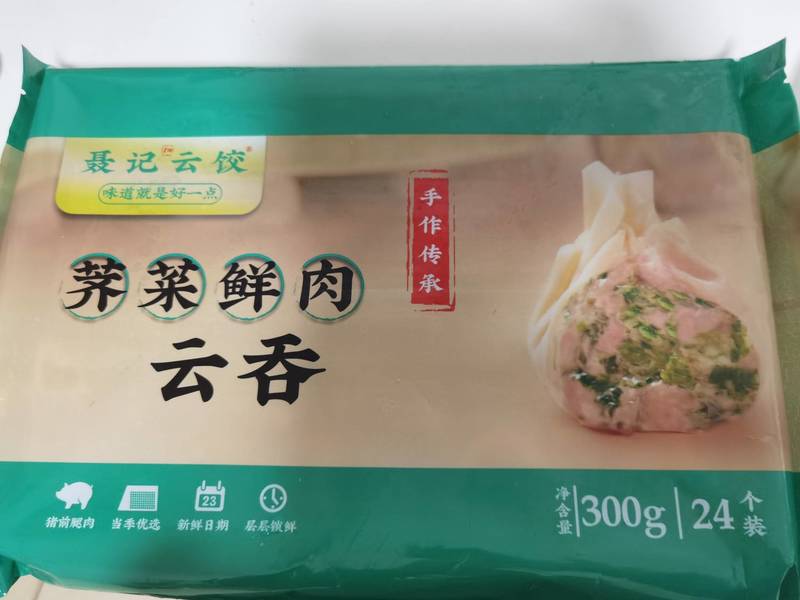 聂记云饺®
味道就是好一点
手作传承
荠菜鲜肉
云吞
猪前腿肉
当季优选
23
新鲜日期
层层锁鲜
净含量
300g
24
个装